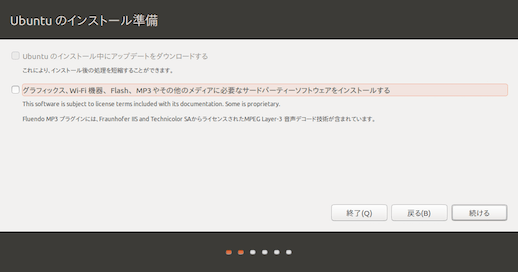 Ubuntu のインストール準備
Ubuntu のインストール中にアップデートをダウンロードする
これにより、インストール後の処理を短縮することができます。
グラフィックス、Wi-Fi 機器、Flash、MP3 やその他のメディアに必要なサードパーティーソフトウェアをインストールする
This software is subject to license terms included with its documentation. Some is proprietary.
Fluendo MP3 プラグインには、Fraunhofer IIS and Technicolor SAからライセンスされたMPEG Layer-3 音声デコード技術が含まれています。
終了(Q)
戻る(B)
続ける